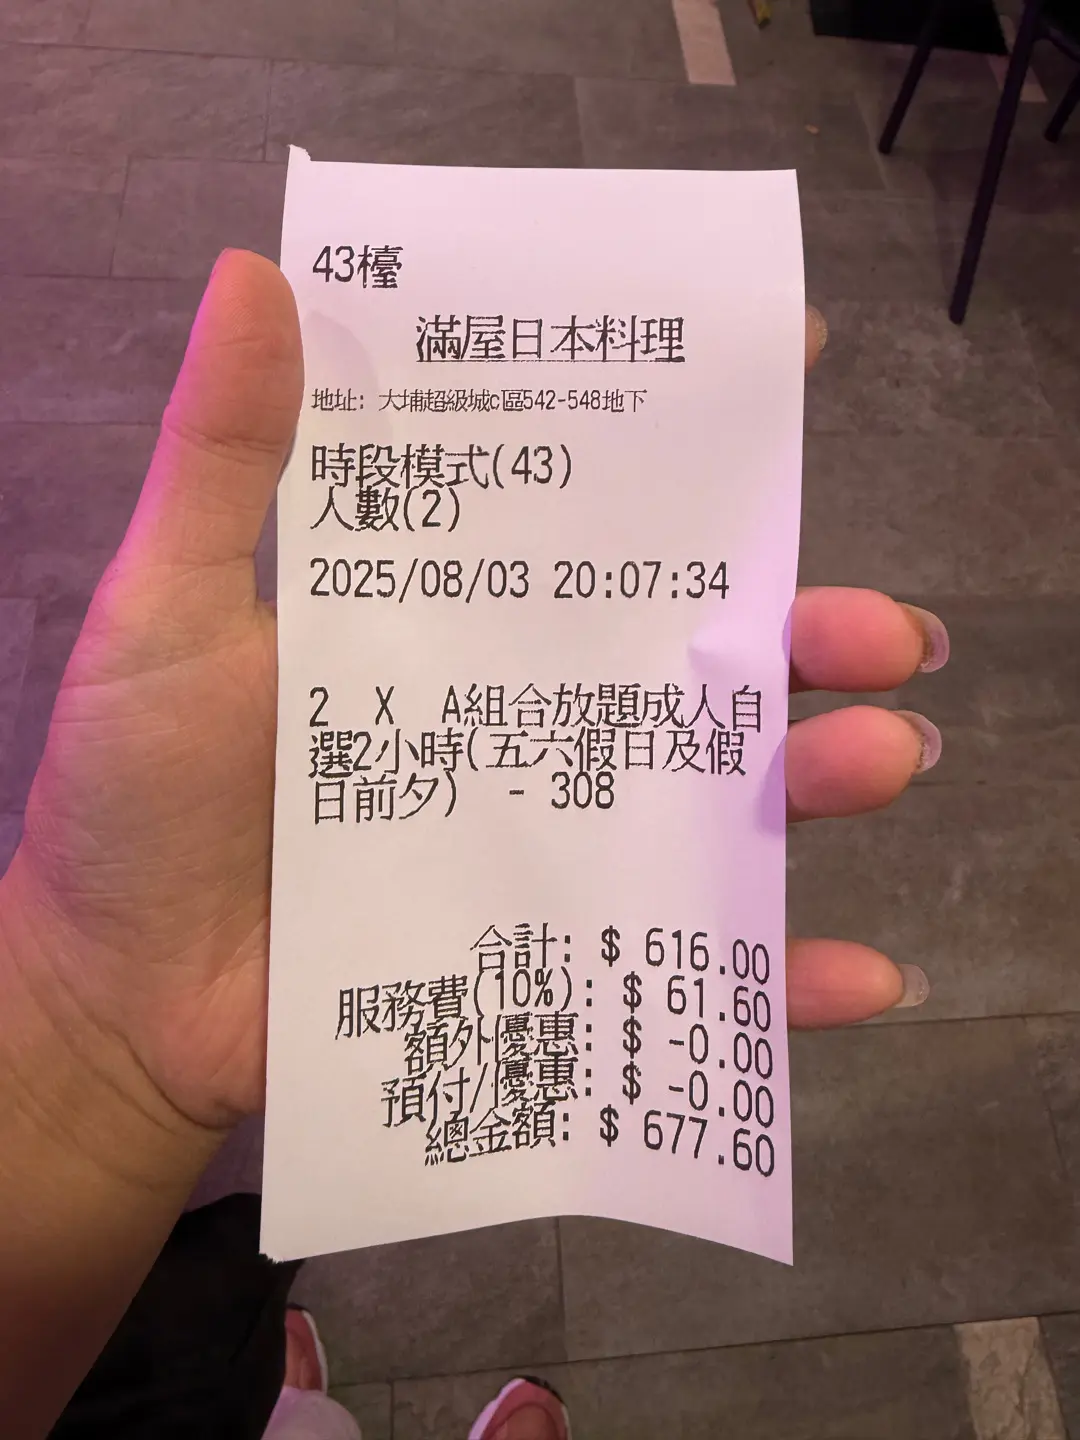 43檯
滿屋日本料理
地址: 大埔超級城c區542-548地下
時段模式(43)
人數(2)
2025/08/03 20:07:34
2 X A組合放題成人自
選2小時(五六假日及假
日前夕) - 308
合計: $ 616.00
服務費(10%): $ 61.60
額外優惠: $ -0.00
預付/優惠: $ -0.00
總金額: $ 677.60